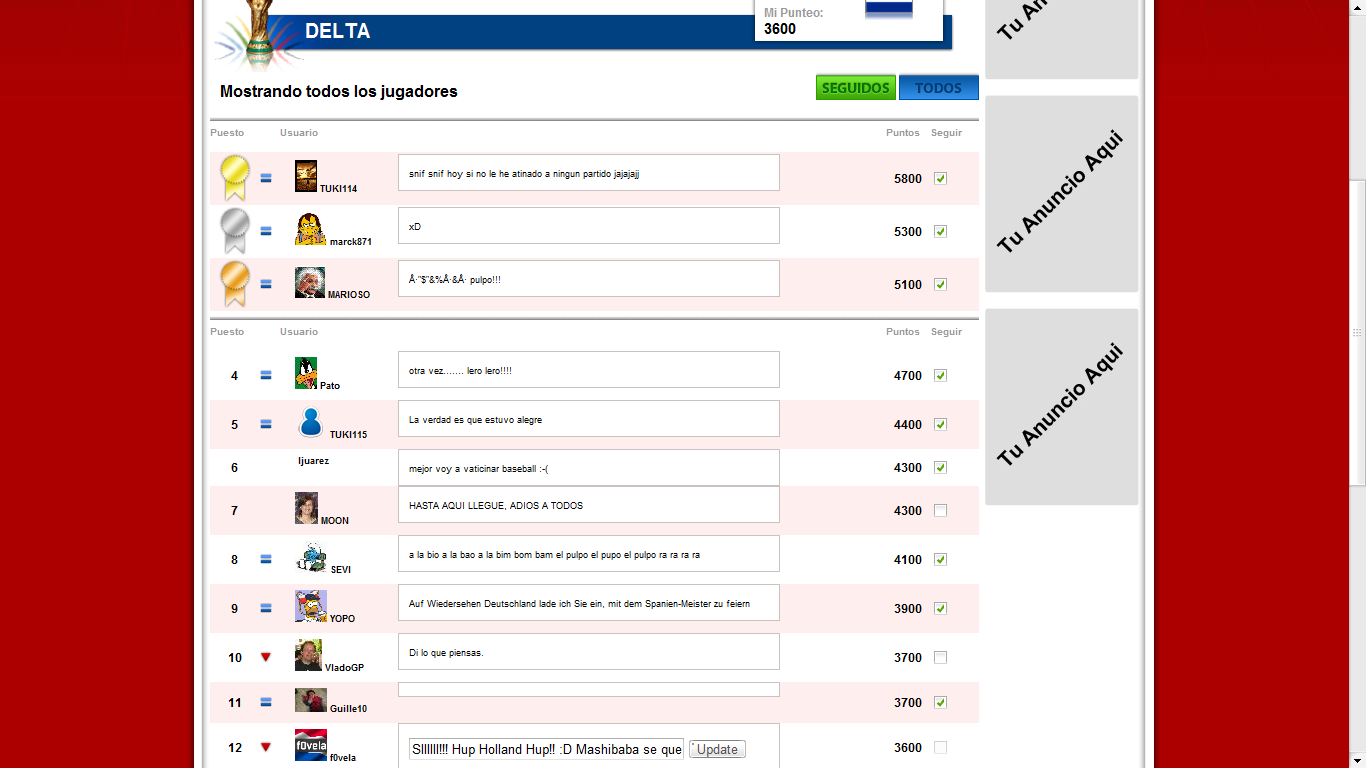 DELTA
Mi Punteo:
3600
Tu An
Mostrando todos los jugadores
SEGUIDOS TODOS
Puesto Usuario Puntos Seguir
TUKI114 snif snif hoy si no le he atinado a ningun partido jajajajj 5800
marck871 xD 5300
MARIOSO Å·"$"&%Å·&Å· pulpo!!! 5100
Tu Anuncio Aqui
Puesto Usuario Puntos Seguir
4 Pato otra vez....... lero lero!!!! 4700
5 TUKI115 La verdad es que estuvo alegre 4400
6 ljuarez mejor voy a vaticinar baseball :-( 4300
7 MOON HASTA AQUI LLEGUE, ADIOS A TODOS 4300
8 SEVI a la bio a la bao a la bim bom bam el pulpo el pupo el pulpo ra ra ra ra 4100
9 YOPO Auf Wiedersehen Deutschland lade ich Sie ein, mit dem Spanien-Meister zu feiern 3900
10 VladoGP Di lo que piensas. 3700
11 Guille10 3700
12 f0vela f0vela SIIIIII!!! Hup Holland Hup!! :D Mashibaba se que Update 3600
Tu Anuncio Aqui